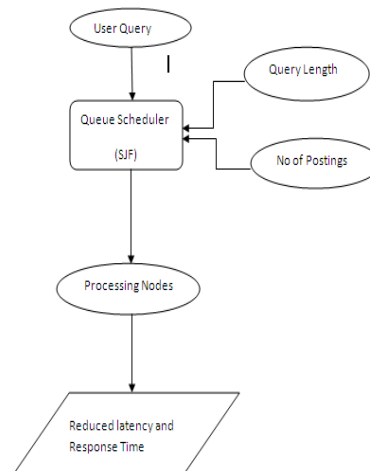 User Query
Query Length
Queue Scheduler
(SJF)
No of Postings
Processing Nodes
Reduced latency and
Response Time